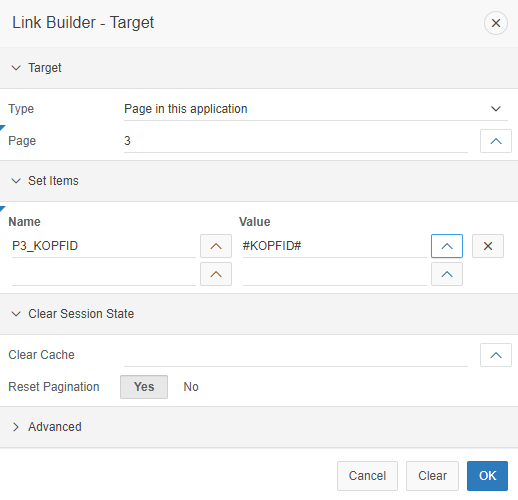 Link Builder - Target
Target
Type Page in this application
Page 3
Set Items
Name Value
P3_KOPFID #KOPFID#
Clear Session State
Clear Cache
Reset Pagination Yes No
Advanced
Cancel Clear OK